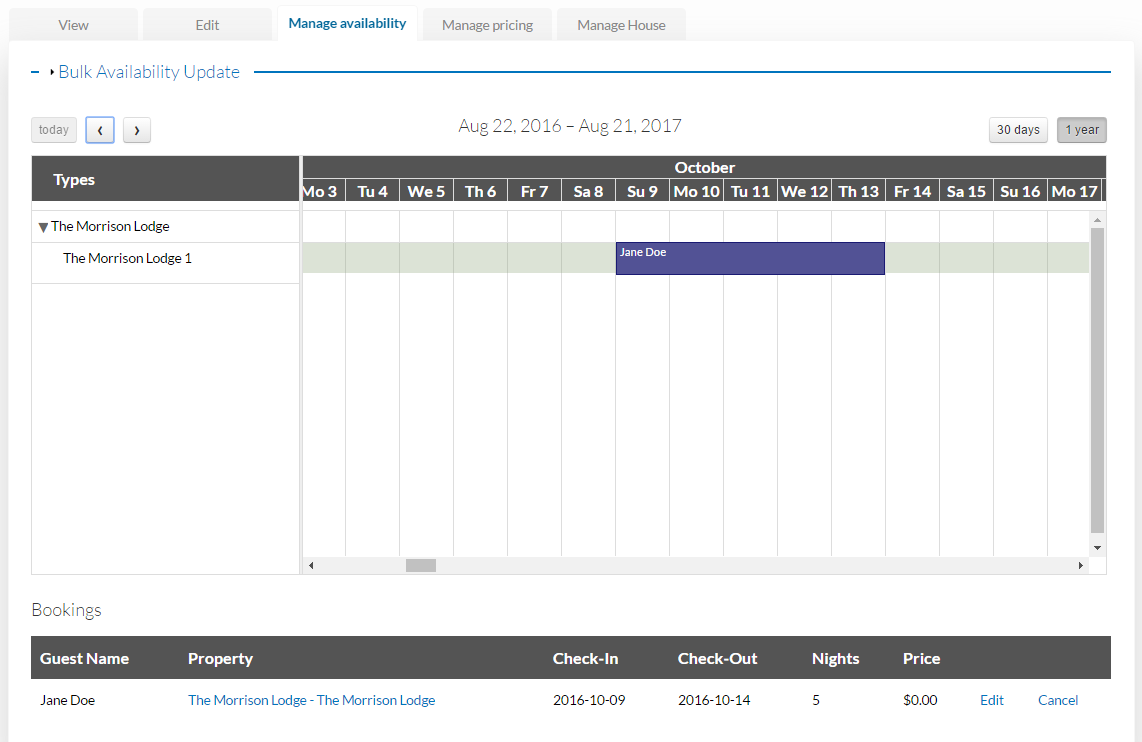 View Edit Manage availability Manage pricing Manage House
Bulk Availability Update
today ‹ › Aug 22, 2016 – Aug 21, 2017 30 days 1 year
Types October
Mo 3 Tu 4 We 5 Th 6 Fr 7 Sa 8 Su 9 Mo 10 Tu 11 We 12 Th 13 Fr 14 Sa 15 Su 16 Mo 17
The Morrison Lodge
The Morrison Lodge 1 Jane Doe
Bookings
Guest Name Property Check-In Check-Out Nights Price
Jane Doe The Morrison Lodge - The Morrison Lodge 2016-10-09 2016-10-14 5 $0.00 Edit Cancel